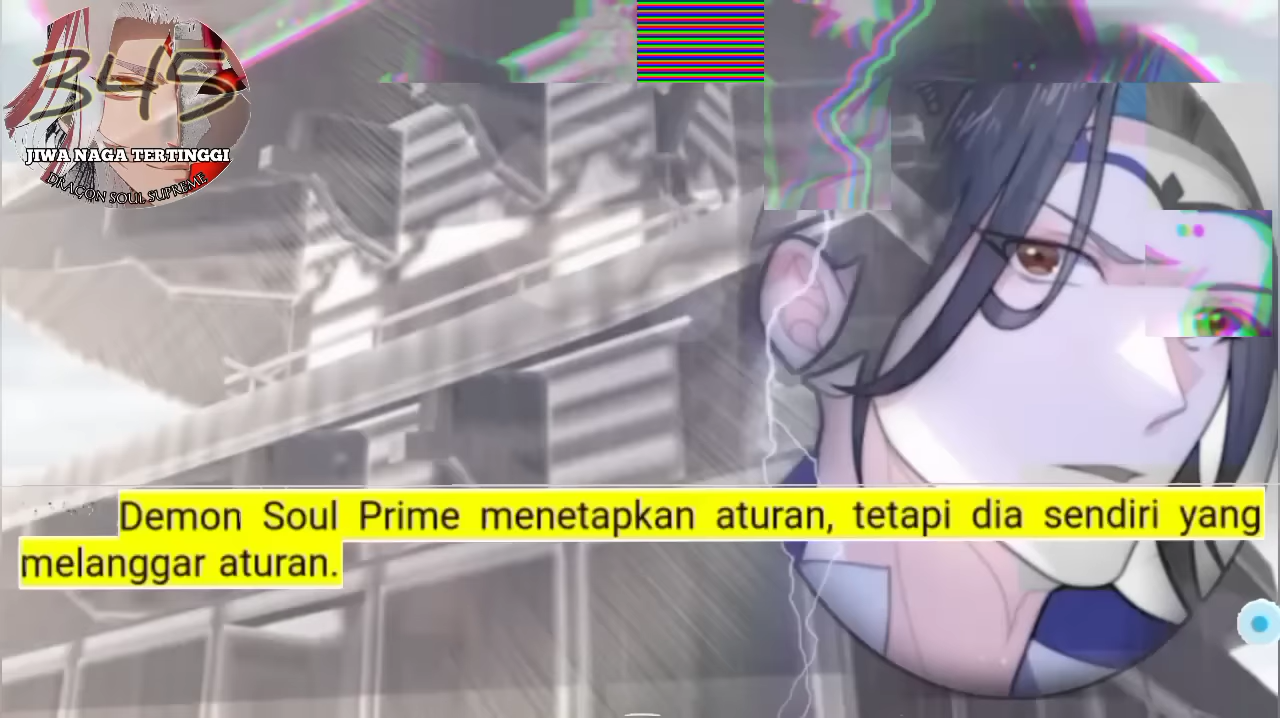 345
JIWA NAGA TERTINGGI
DRAGON SOUL SUPREME
Demon Soul Prime menetapkan aturan, tetapi dia sendiri yang
melanggar aturan.